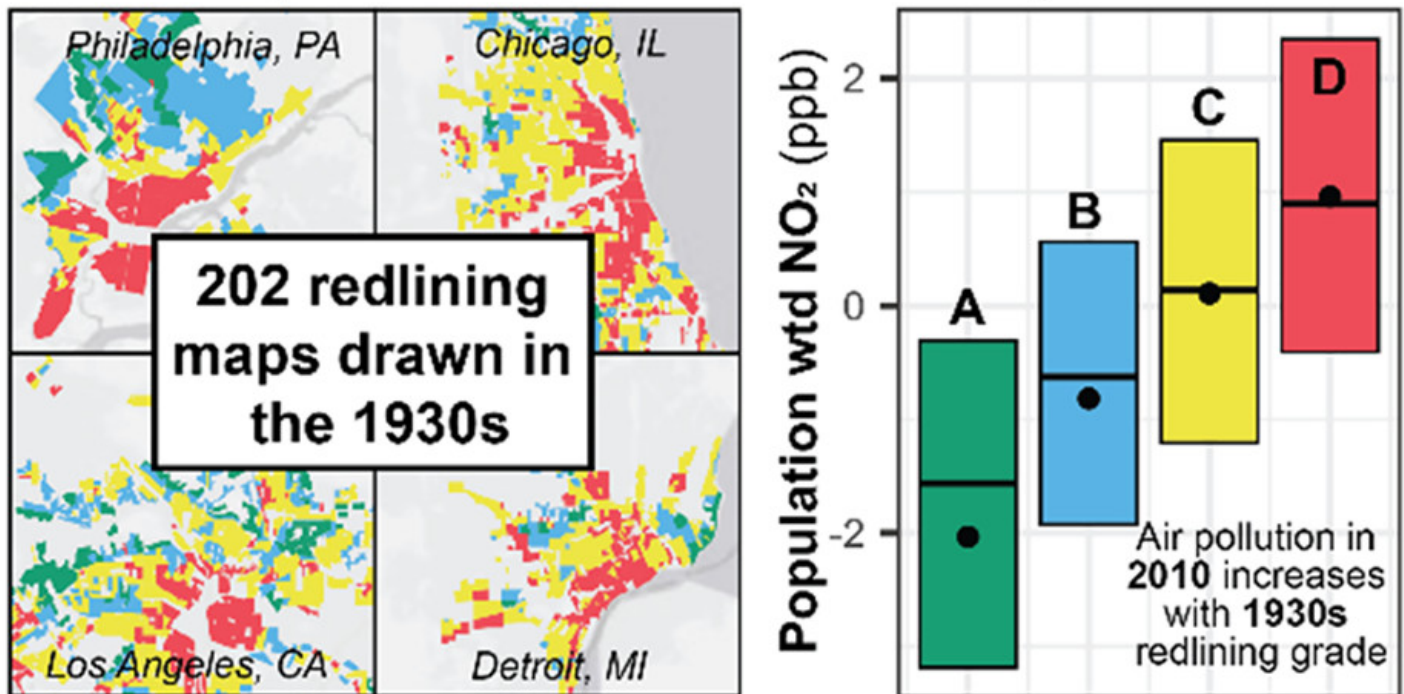 Philadelphia, PA
Chicago, IL
202 redlining
maps drawn in
the 1930s
Los Angeles, CA
Detroit, MI
Population wtd NO₂ (ppb)
2
0
-2
A
B
C
D
Air pollution in
2010 increases
with 1930s
redlining grade